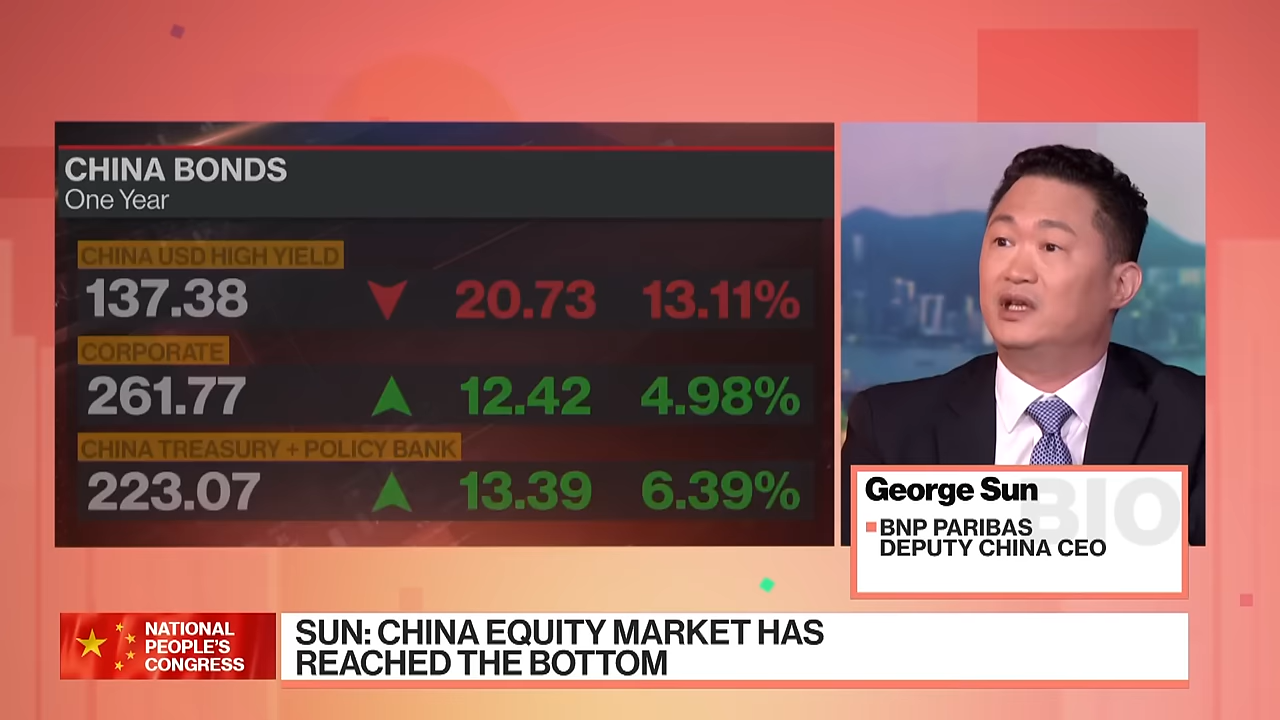 CHINA BONDS
One Year
CHINA USD HIGH YIELD
137.38 ▼ 20.73 13.11%
CORPORATE
261.77 ▲ 12.42 4.98%
CHINA TREASURY + POLICY BANK
223.07 ▲ 13.39 6.39%
BIO
George Sun
BNP PARIBAS
DEPUTY CHINA CEO
NATIONAL
PEOPLE'S
CONGRESS
SUN: CHINA EQUITY MARKET HAS
REACHED THE BOTTOM